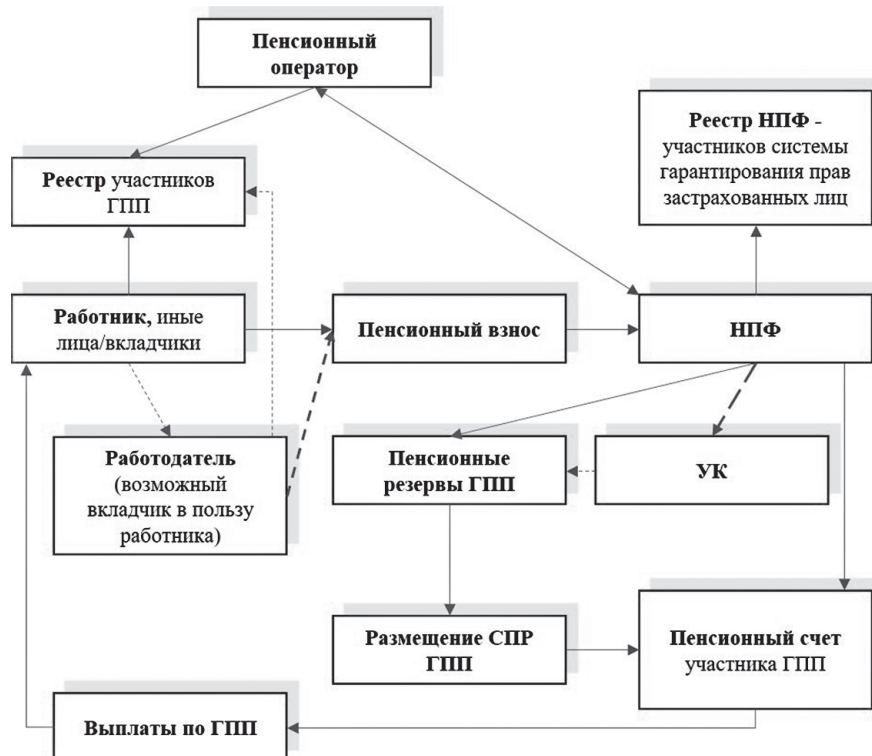 Пенсионный
оператор
Реестр НПФ -
участников системы
гарантирования прав
застрахованных лиц
Реестр участников
ГПП
Работник, иные
лица/вкладчики
Пенсионный взнос
НПФ
Работодатель
(возможный
вкладчик в пользу
работника)
Пенсионные
резервы ГПП
УК
Размещение СПР
ГПП
Пенсионный счет
участника ГПП
Выплаты по ГПП